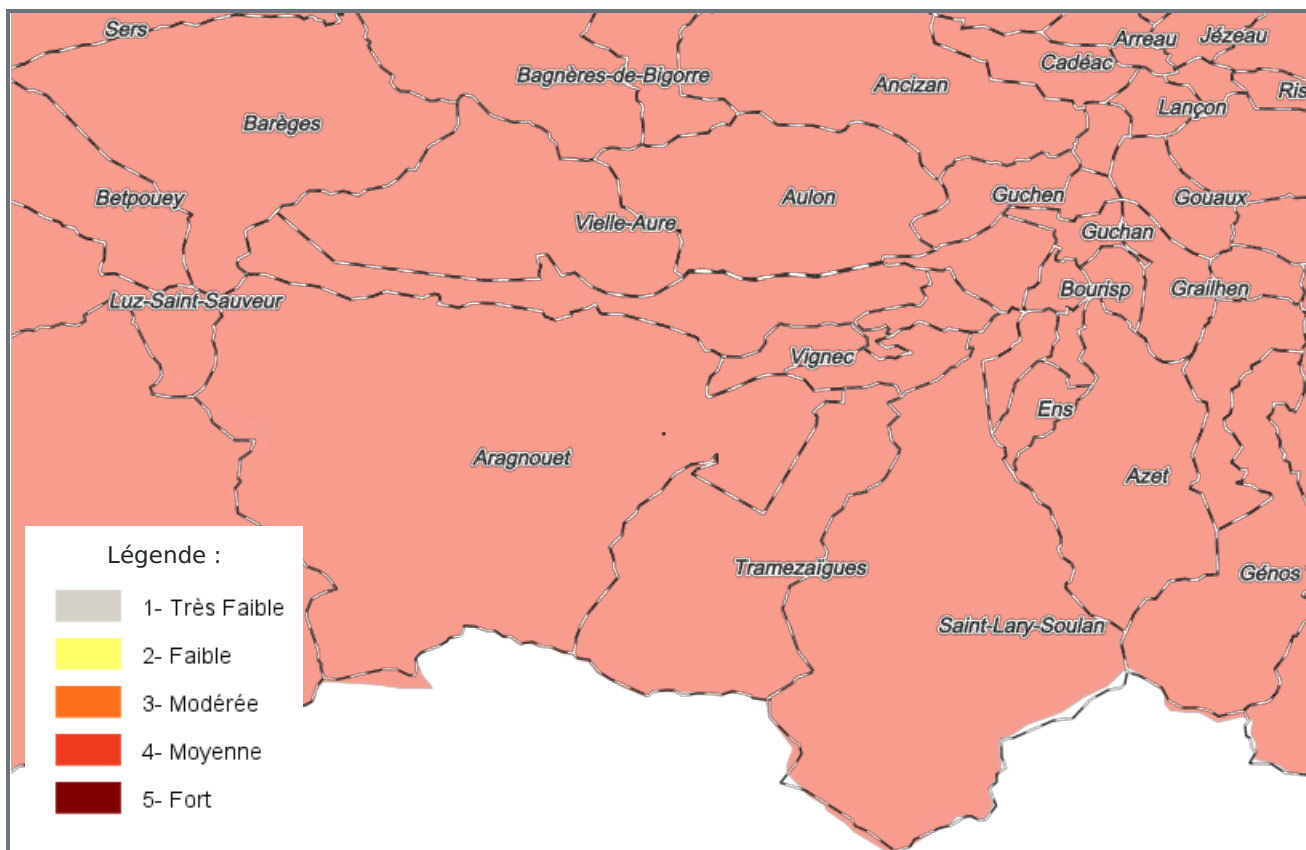 Sers
Arreau
Jézeau
Cadéac
Bagnères-de-Bigorre
Ancizan
Ris
Lançon
Barèges
Betpouey
Aulon
Guchen
Gouaux
Vielle-Aure
Guchan
Luz-Saint-Sauveur
Bourisp
Grailhen
Vignec
Ens
Aragnouet
Azet
Tramezaïgues
Génos
Saint-Lary-Soulan
Légende :
1- Très Faible
2- Faible
3- Modérée
4- Moyenne
5- Fort